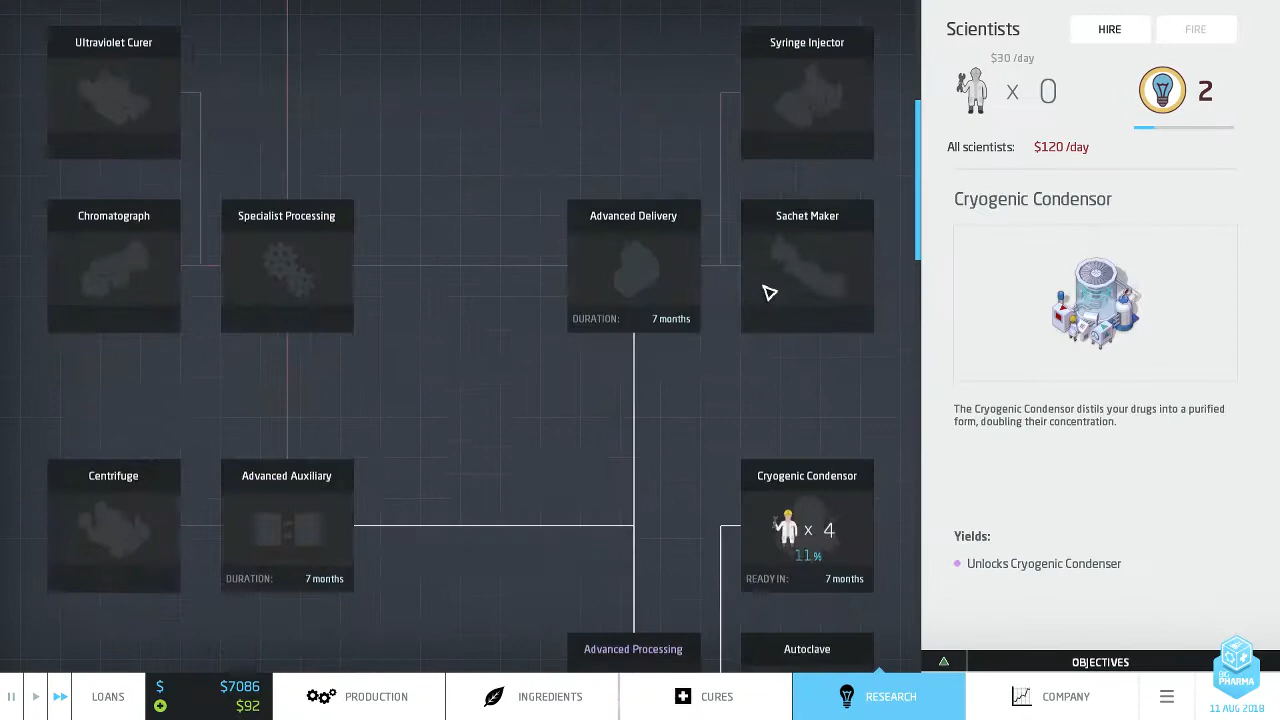 Ultraviolet Curer
Syringe Injector
Chromatograph
Specialist Processing
Advanced Delivery
Sachet Maker
DURATION: 7 months
Centrifuge
Advanced Auxiliary
Cryogenic Condensor
x 4
11%
DURATION: 7 months
READY IN: 7 months
Advanced Processing
Autoclave
Scientists
HIRE
FIRE
$30 /day
x 0
2
All scientists: $120 /day
Cryogenic Condensor
The Cryogenic Condensor distils your drugs into a purified
form, doubling their concentration.
Yields:
Unlocks Cryogenic Condenser
OBJECTIVES
LOANS
$ $7086
$92
PRODUCTION
INGREDIENTS
CURES
RESEARCH
COMPANY
BIG
PHARMA
11 AUG 2018